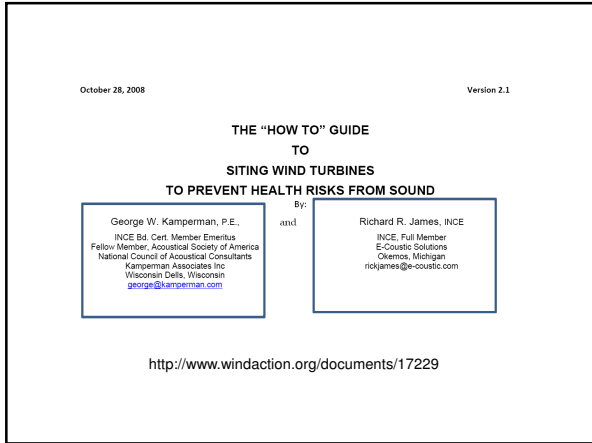 October 28, 2008 Version 2.1
THE “HOW TO” GUIDE
TO
SITING WIND TURBINES
TO PREVENT HEALTH RISKS FROM SOUND
By:
George W. Kamperman, P.E.,
INCE Bd. Cert. Member Emeritus
Fellow Member, Acoustical Society of America
National Council of Acoustical Consultants
Kamperman Associates Inc
Wisconsin Dells, Wisconsin
george@kamperman.com
and
Richard R. James, INCE
INCE, Full Member
E-Coustic Solutions
Okemos, Michigan
rickjames@e-coustic.com
http://www.windaction.org/documents/17229